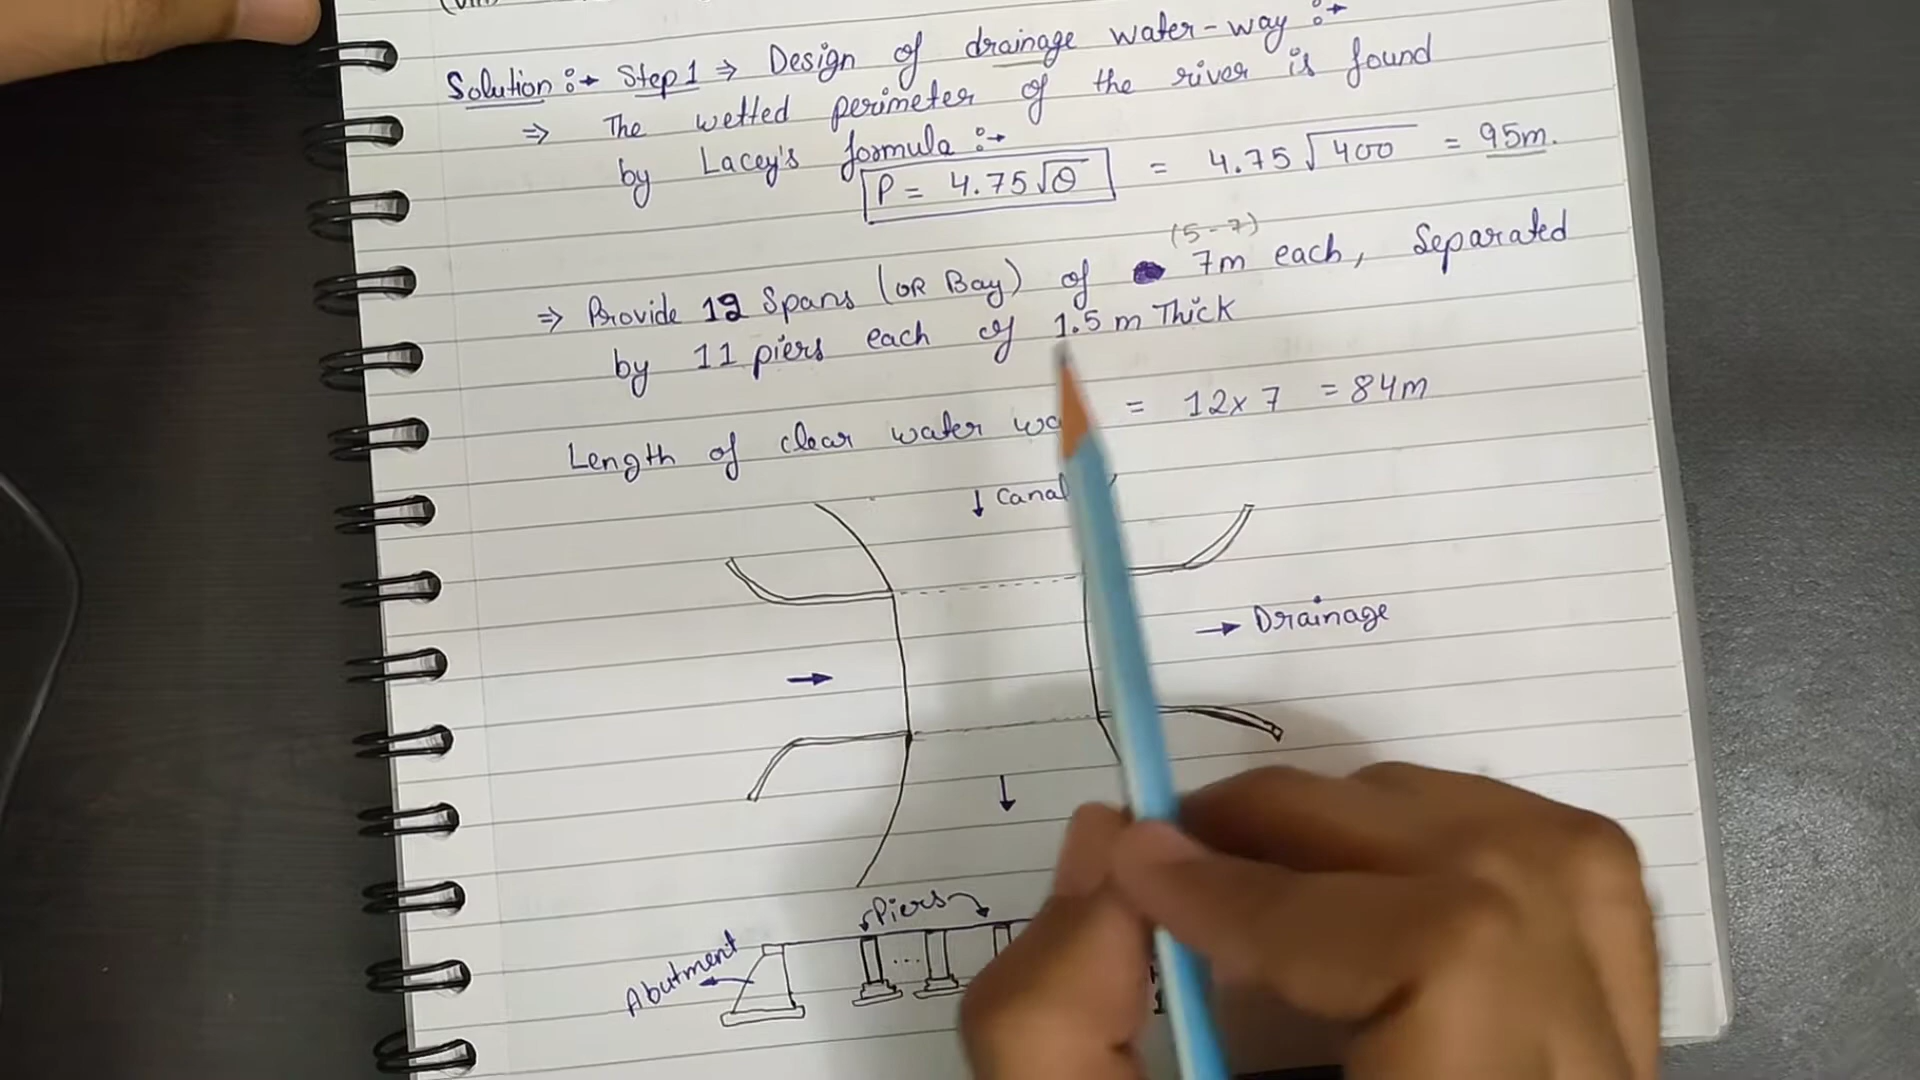 Solution :→ Step 1 ⇒ Design of drainage water-way :→
⇒ The wetted perimeter of the river is found
by Lacey's formula :→
P = 4.75√Q = 4.75√400 = 95m.
(5-7)
⇒ Provide 12 Spans (OR Bay) of 7m each, Separated
by 11 piers each of 1.5 m Thick
Length of clear water = 12x7 = 84m
↓ Canal
→ Drainage
Piers
Abutment